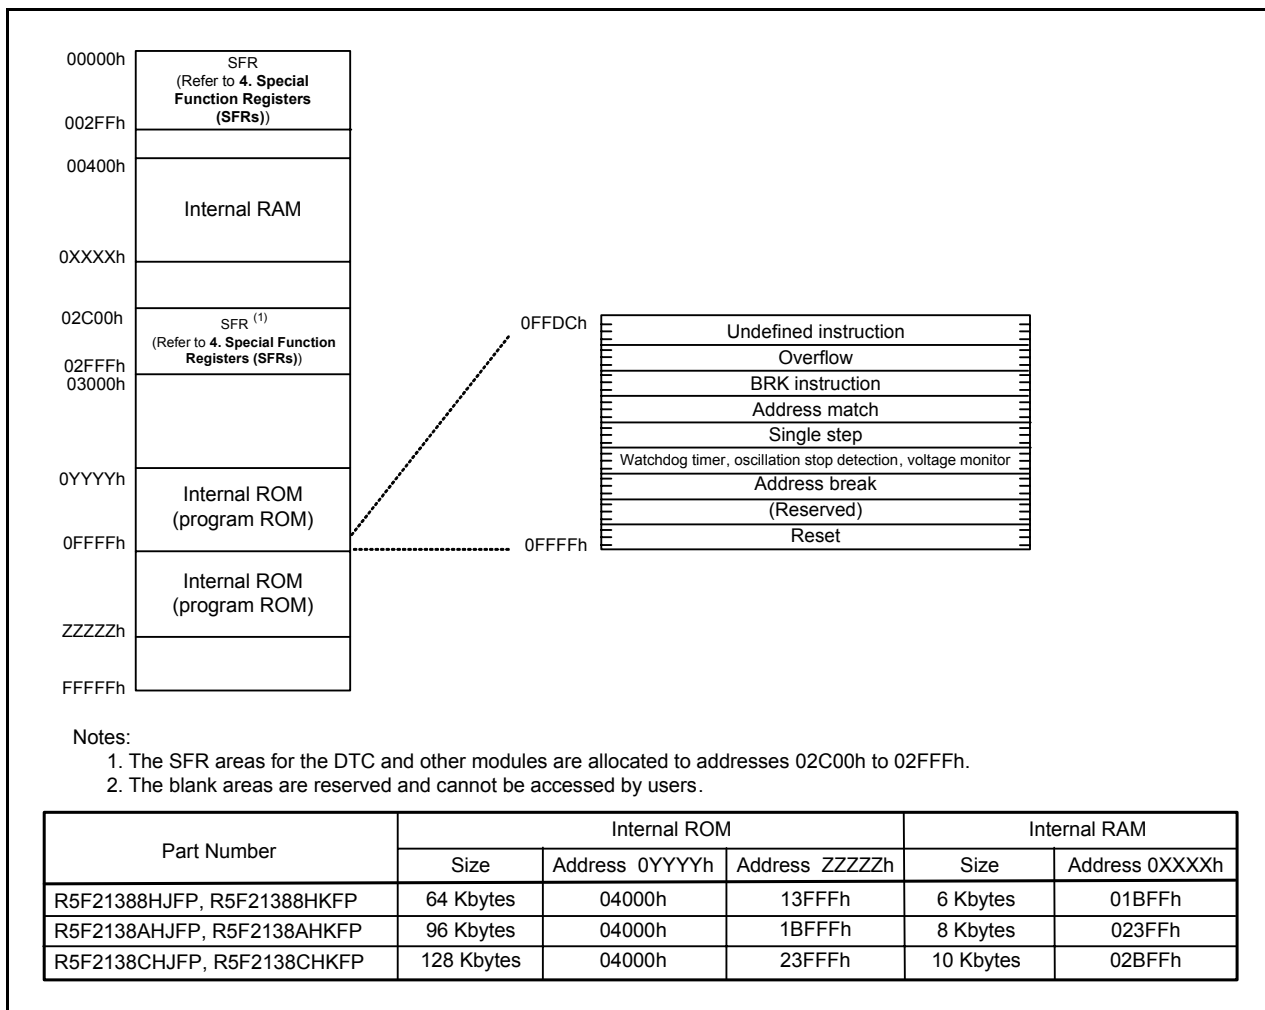 00000h
SFR
(Refer to 4. Special
Function Registers
(SFRs))
002FFh
00400h
Internal RAM
0XXXXh
02C00h
SFR (1)
(Refer to 4. Special Function
Registers (SFRs))
02FFFh
03000h
0YYYYh
Internal ROM
(program ROM)
0FFFFh
Internal ROM
(program ROM)
ZZZZZh
FFFFFh
0FFDCh
Undefined instruction
Overflow
BRK instruction
Address match
Single step
Watchdog timer, oscillation stop detection, voltage monitor
Address break
(Reserved)
Reset
0FFFFh
Notes:
1. The SFR areas for the DTC and other modules are allocated to addresses 02C00h to 02FFFh.
2. The blank areas are reserved and cannot be accessed by users.
Part Number Internal ROM Internal RAM
Size Address 0YYYYh Address ZZZZZh Size Address 0XXXXh
R5F21388HJFP, R5F21388HKFP 64 Kbytes 04000h 13FFFh 6 Kbytes 01BFFh
R5F2138AHJFP, R5F2138AHKFP 96 Kbytes 04000h 1BFFFh 8 Kbytes 023FFh
R5F2138CHJFP, R5F2138CHKFP 128 Kbytes 04000h 23FFFh 10 Kbytes 02BFFh